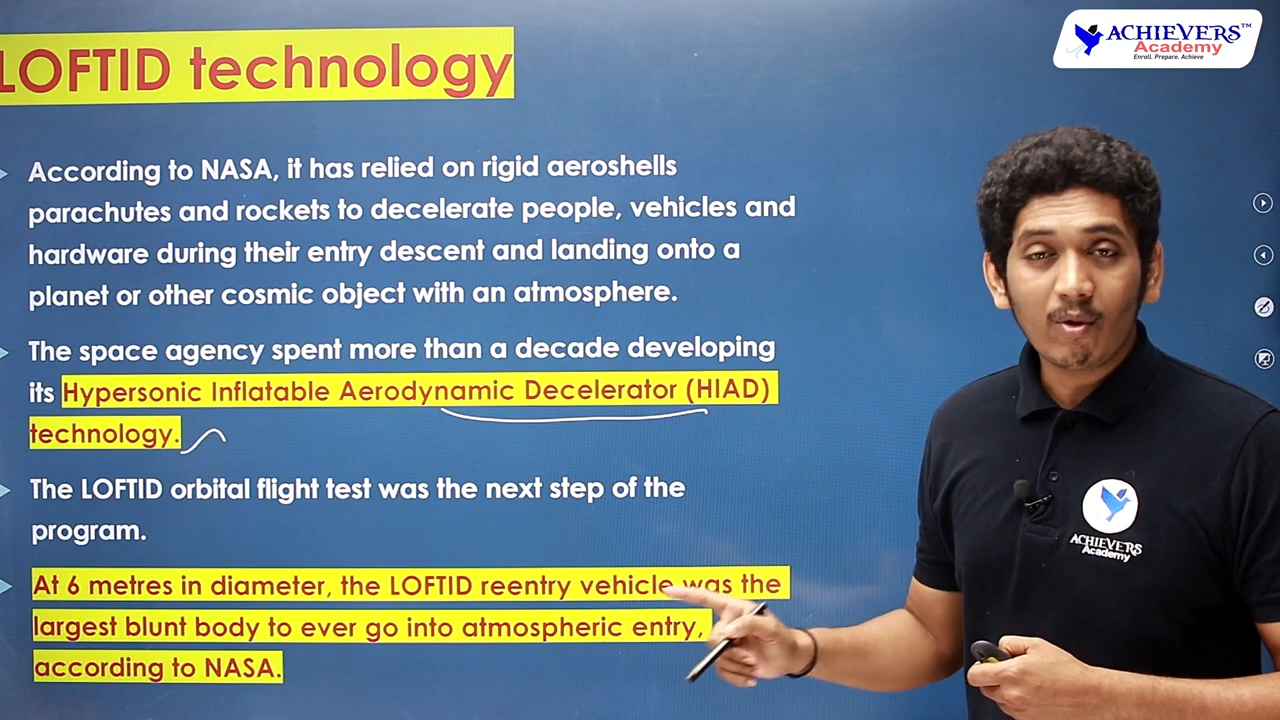 LOFTID technology
ACHIEVERS™
Academy
Enroll. Prepare. Achieve
According to NASA, it has relied on rigid aeroshells
parachutes and rockets to decelerate people, vehicles and
hardware during their entry descent and landing onto a
planet or other cosmic object with an atmosphere.
The space agency spent more than a decade developing
its Hypersonic Inflatable Aerodynamic Decelerator (HIAD)
technology.
The LOFTID orbital flight test was the next step of the
program.
At 6 metres in diameter, the LOFTID reentry vehicle was the
largest blunt body to ever go into atmospheric entry,
according to NASA.
ACHIEVERS
Academy